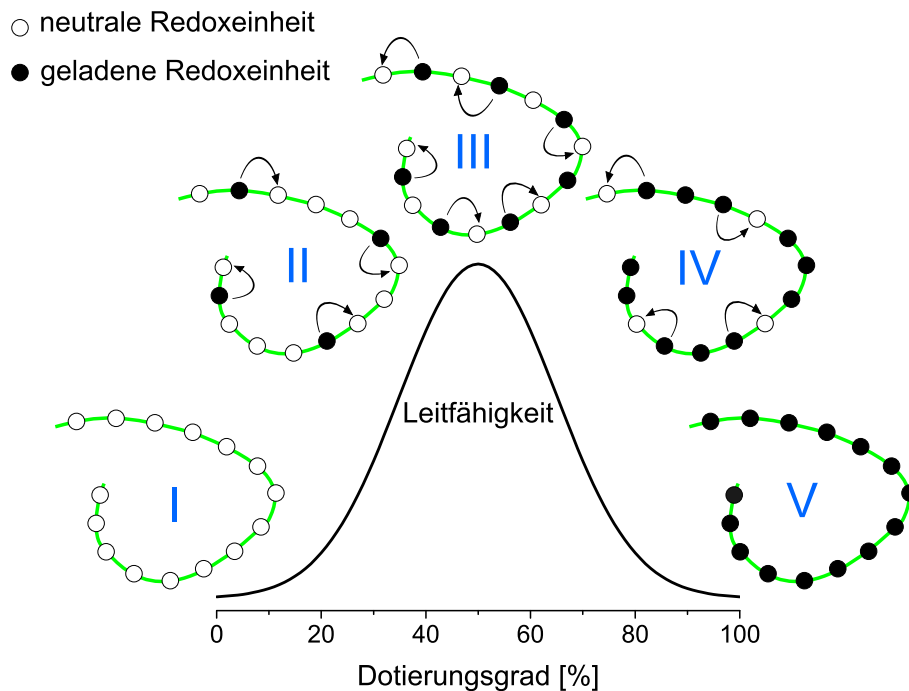 neutrale Redoxeinheit
geladene Redoxeinheit
III
II
IV
Leitfähigkeit
I
V
0 20 40 60 80 100
Dotierungsgrad [%]